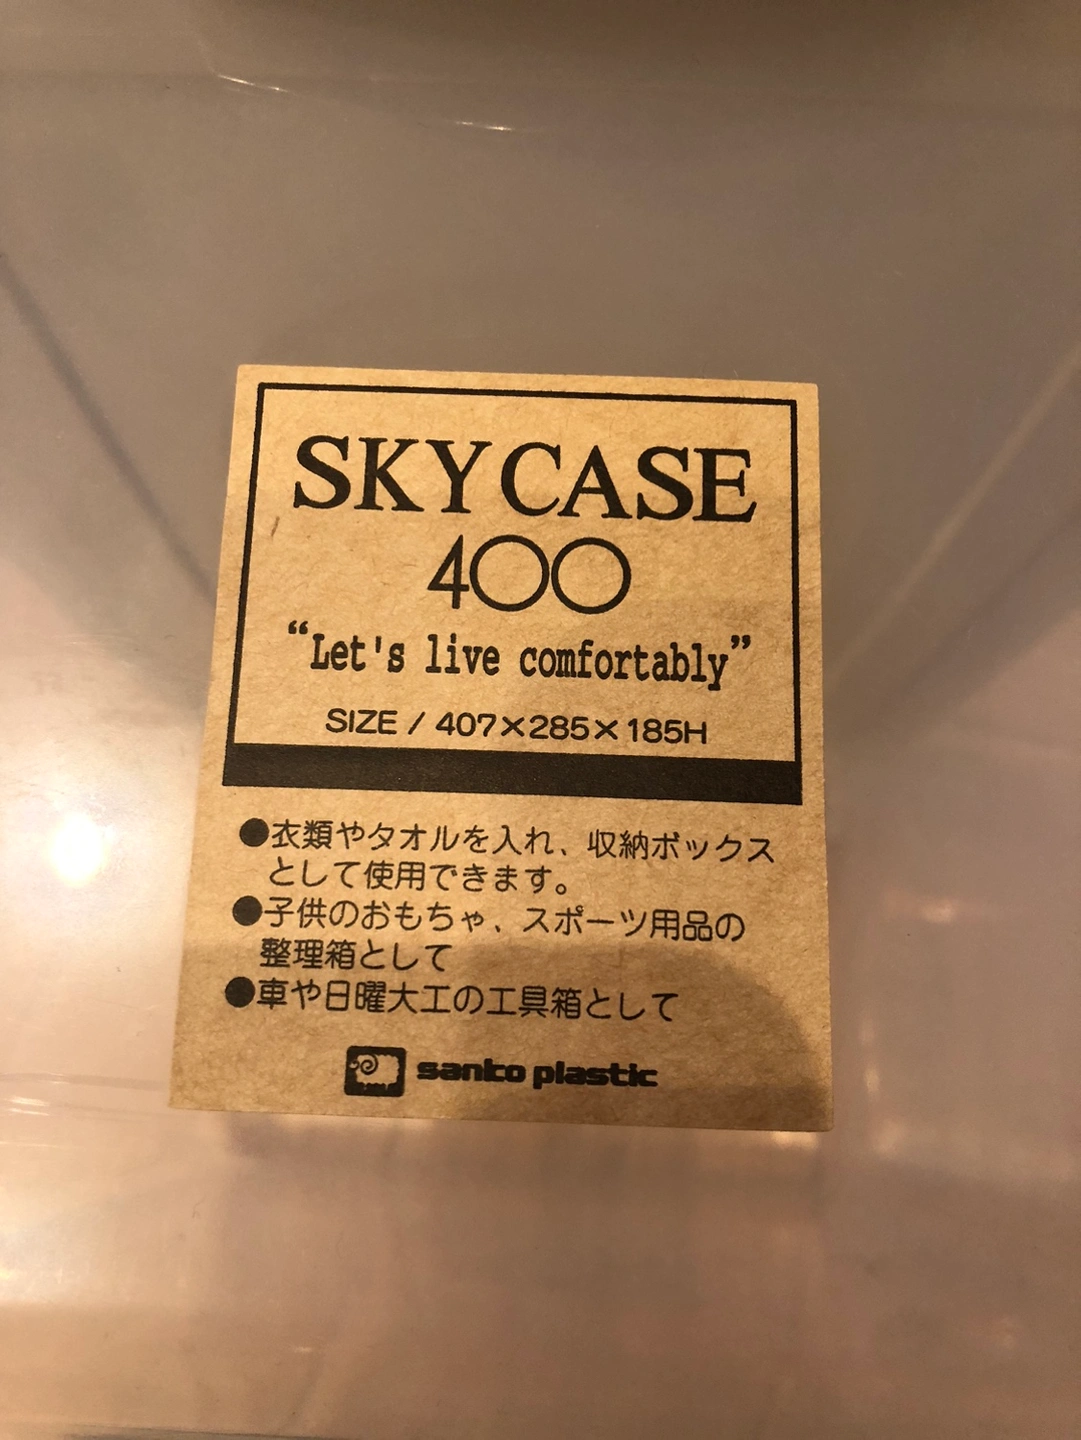 SKY CASE
400
“Let's live comfortably”
SIZE / 407×285×185H
●衣類やタオルを入れ、収納ボックス
として使用できます。
●子供のおもちゃ、スポーツ用品の
整理箱として
●車や日曜大工の工具箱として
sanko plastic